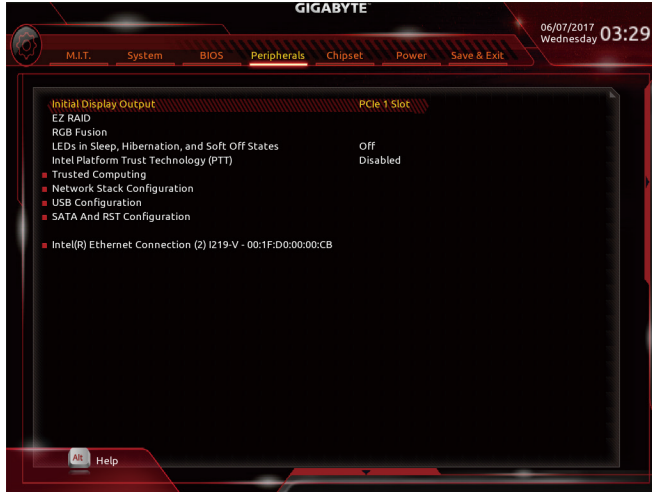 GIGABYTE™
06/07/2017
Wednesday 03:29
M.I.T. System BIOS Peripherals Chipset Power Save & Exit
Initial Display Output PCIe 1 Slot
EZ RAID
RGB Fusion
LEDs in Sleep, Hibernation, and Soft Off States Off
Intel Platform Trust Technology (PTT) Disabled
Trusted Computing
Network Stack Configuration
USB Configuration
SATA And RST Configuration
Intel(R) Ethernet Connection (2) I219-V - 00:1F:D0:00:00:CB
Alt Help